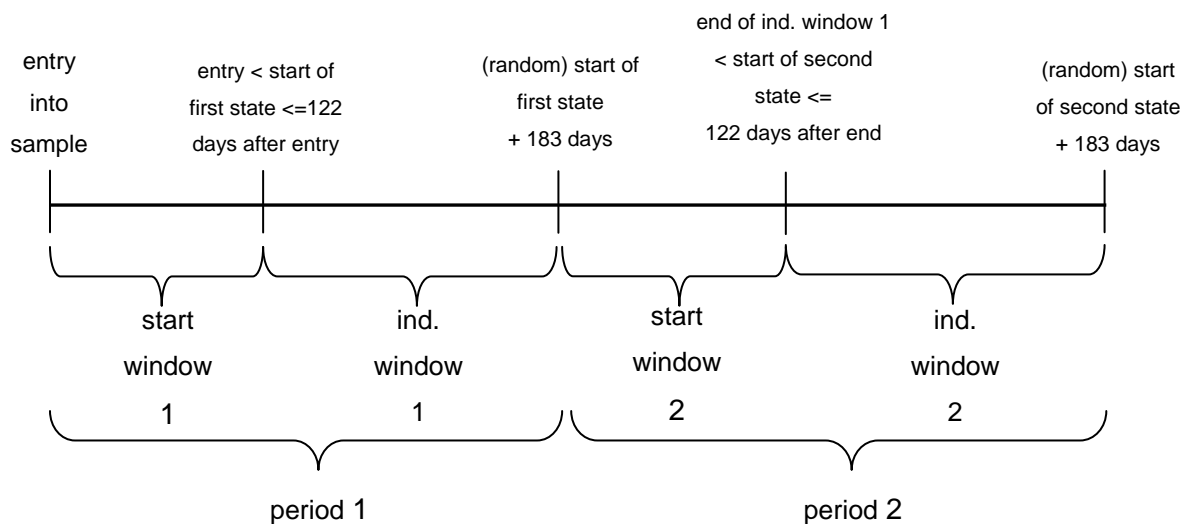 entry
into
sample
entry < start of
first state <=122
days after entry
(random) start of
first state
+ 183 days
end of ind. window 1
< start of second
state <=
122 days after end
(random) start
of second state
+ 183 days
start
window
1
ind.
window
1
start
window
2
ind.
window
2
period 1
period 2